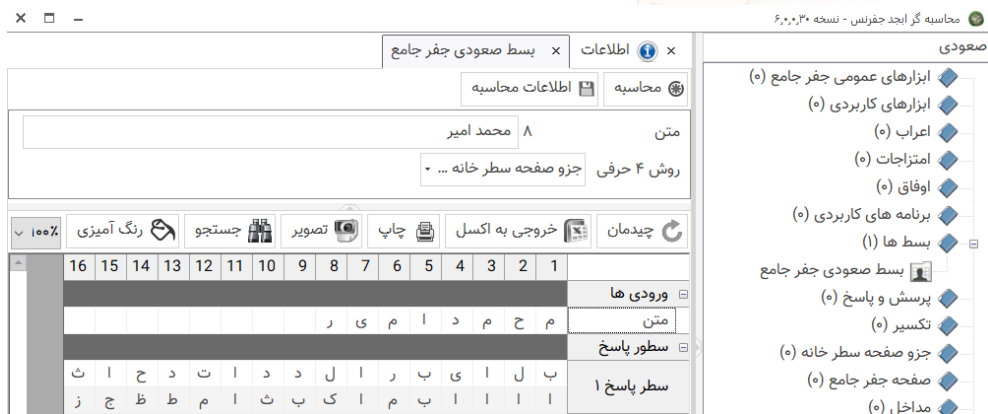 محاسبه گر ابجد جفرنس - نسخه ۶,۰,۰,۳۰
صعودی
ابزارهای عمومی جفر جامع (۰)
ابزارهای کاربردی (۰)
اعراب (۰)
امتزاجات (۰)
اوفاق (۰)
برنامه های کاربردی (۰)
بسط ها (۱)
بسط صعودی جفر جامع
پرسش و پاسخ (۰)
تکسیر (۰)
جزو صفحه سطر خانه (۰)
صفحه جفر جامع (۰)
مداخل (۰)
اطلاعات
بسط صعودی جفر جامع
محاسبه
اطلاعات محاسبه
متن ۸ محمد امیر
روش ۴ حرفی جزو صفحه سطر خانه ...
چیدمان خروجی به اکسل چاپ تصویر جستجو رنگ آمیزی ۱۰۰٪
1 2 3 4 5 6 7 8 9 10 11 12 13 14 15 16
ورودی ها
متن م ح م د ا م ی ر
سطور پاسخ
سطر پاسخ ۱
ب ل ا ی ب ر ا ل د د ا ت د ح ا ث
ا ا ا ا ب م ا ک ب ث ا م ط ظ ج ز